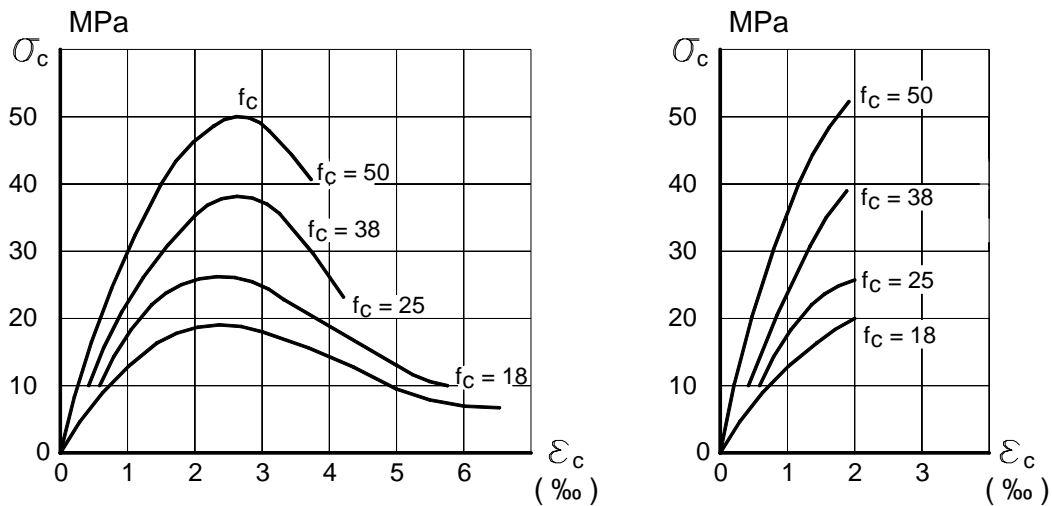 MPa
σc
50
40
30
20
10
0
0 1 2 3 4 5 6
εc
(‰)
fc
fc = 50
fc = 38
fc = 25
fc = 18
MPa
σc
50
40
30
20
10
0
0 1 2 3
εc
(‰)
fc = 50
fc = 38
fc = 25
fc = 18